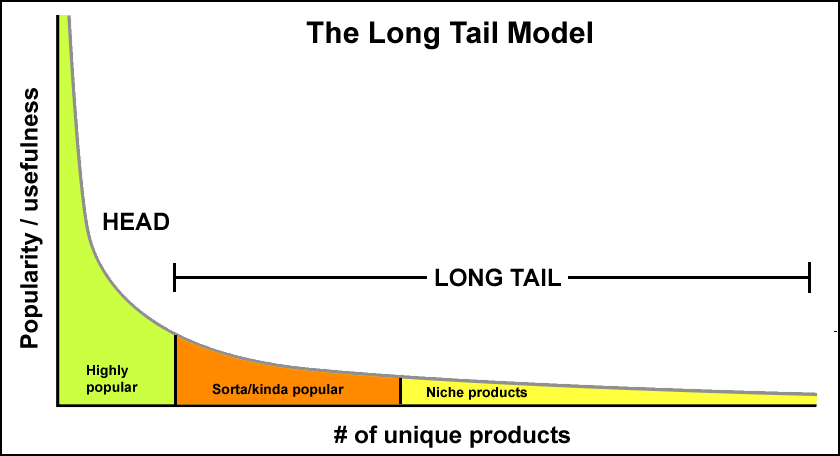 The Long Tail Model
Popularity / usefulness
HEAD
LONG TAIL
Highly
popular
Sorta/kinda popular
Niche products
# of unique products